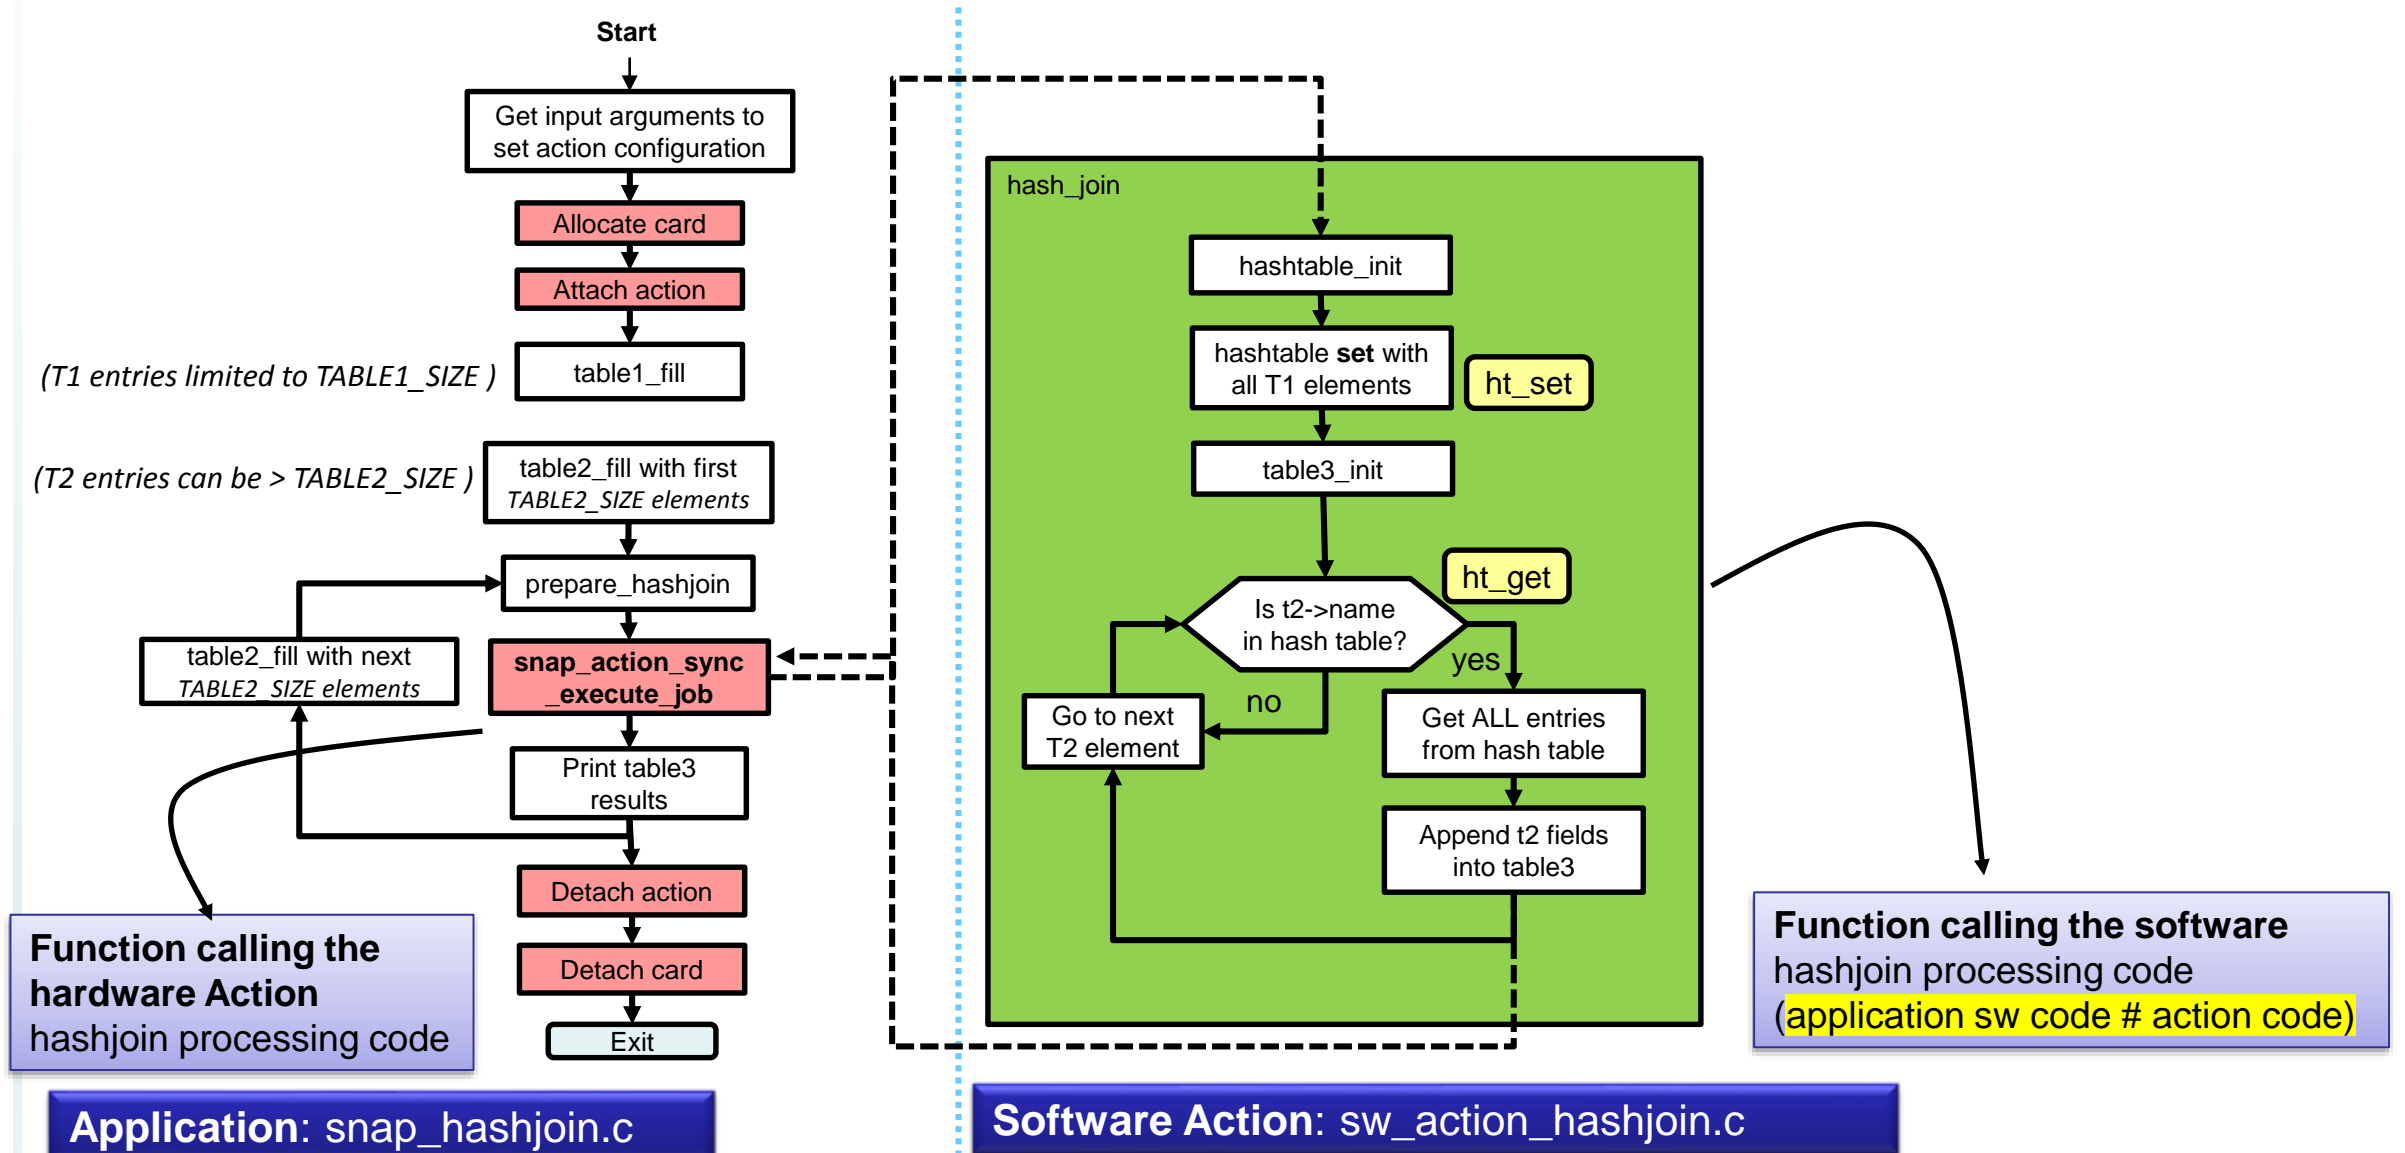 Start
Get input arguments to
set action configuration
Allocate card
Attach action
(T1 entries limited to TABLE1_SIZE )
table1_fill
(T2 entries can be > TABLE2_SIZE )
table2_fill with first
TABLE2_SIZE elements
prepare_hashjoin
table2_fill with next
TABLE2_SIZE elements
snap_action_sync
_execute_job
Print table3
results
Detach action
Detach card
Exit
Function calling the
hardware Action
hashjoin processing code
Application: snap_hashjoin.c
hash_join
hashtable_init
hashtable set with
all T1 elements
ht_set
table3_init
ht_get
Is t2->name
in hash table?
yes
no
Go to next
T2 element
Get ALL entries
from hash table
Append t2 fields
into table3
Function calling the software
hashjoin processing code
(application sw code # action code)
Software Action: sw_action_hashjoin.c